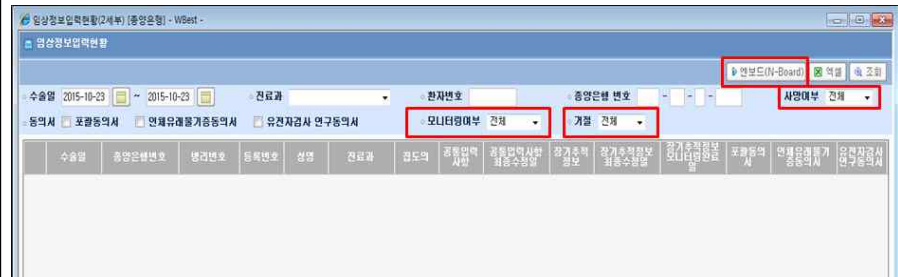 임상정보입력현황(2세부) [종양은행] - WBest -
임상정보입력현황
엔보드(N-Board) 엑셀 조회
수술일 2015-10-23 ~ 2015-10-23 진료과 환자번호 종양은행 번호 - - - 사망여부 전체
동의서 포괄동의서 인체유래물기증동의서 유전자검사 연구동의서 모니터링여부 전체 거절 전체
수술일 종양은행번호 병리번호 등록번호 성명 진료과 집도의 공통입력사항 공통입력사항최종수정일 장기추적정보 장기추적정보최종수정일 장기추적정보모니터링완료일 포괄동의서 인체유래물기증동의서 유전자검사연구동의서